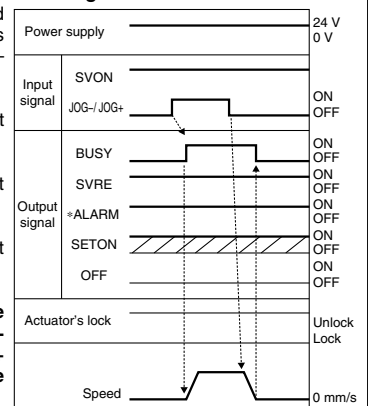 Power supply
24 V
0 V
Input signal
SVON
JOG–/JOG+
ON
OFF
Output signal
BUSY
ON
OFF
SVRE
ON
OFF
*ALARM
ON
OFF
SETON
ON
OFF
OFF
ON
OFF
Actuator's lock
Unlock
Lock
Speed
0 mm/s